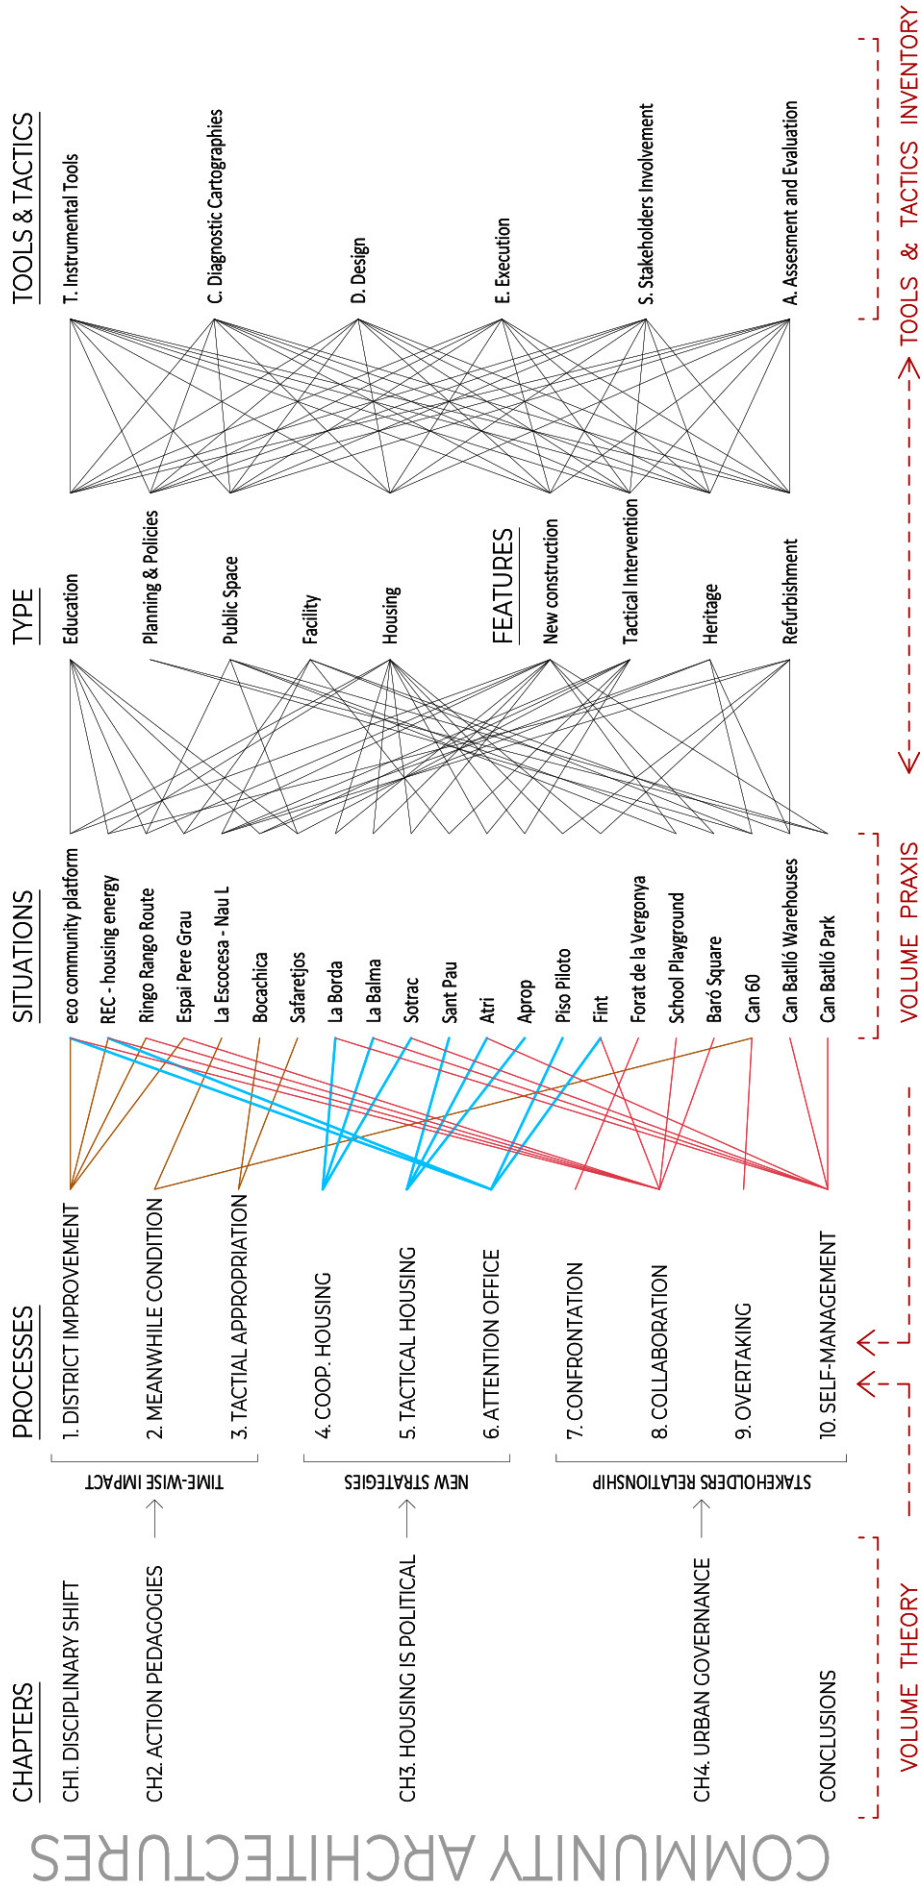 COMMUNITY ARCHITECTURES
CHAPTERS
CH1. DISCIPLINARY SHIFT
CH2. ACTION PEDAGOGIES
CH3. HOUSING IS POLITICAL
CH4. URBAN GOVERNANCE
CONCLUSIONS
TIME-WISE IMPACT
NEW STRATEGIES
STAKEHOLDERS RELATIONSHIP
PROCESSES
1. DISTRICT IMPROVEMENT
2. MEANWHILE CONDITION
3. TACTIAL APPROPRIATION
4. COOP. HOUSING
5. TACTICAL HOUSING
6. ATTENTION OFFICE
7. CONFRONTATION
8. COLLABORATION
9. OVERTAKING
10. SELF-MANAGEMENT
SITUATIONS
eco community platform
REC - housing energy
Ringo Rango Route
Espai Pere Grau
La Escocesa - Nau L
Bocachica
Safaretjos
La Borda
La Balma
Sotrac
Sant Pau
Atri
Aprop
Piso Piloto
Fint
Forat de la Vergonya
School Playground
Baró Square
Can 60
Can Batlló Warehouses
Can Batlló Park
TYPE
Education
Planning & Policies
Public Space
Facility
Housing
FEATURES
New construction
Tactical Intervention
Heritage
Refurbishment
TOOLS & TACTICS
T. Instrumental Tools
C. Diagnostic Cartographies
D. Design
E. Execution
S. Stakeholders Involvement
A. Assesment and Evaluation
VOLUME THEORY
VOLUME PRAXIS
TOOLS & TACTICS INVENTORY